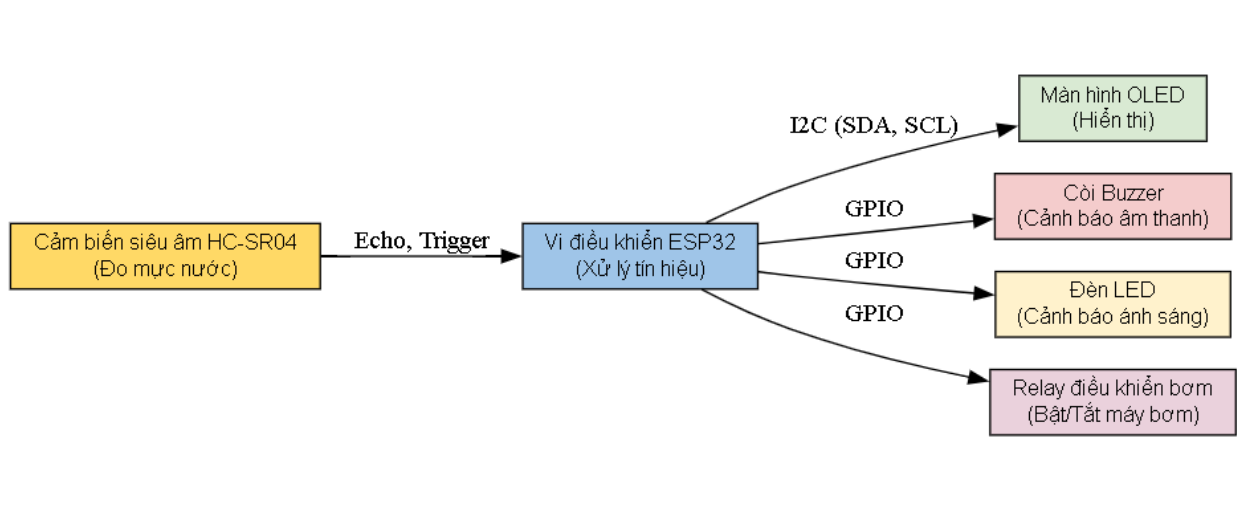 Cảm biến siêu âm HC-SR04
(Đo mực nước)
Echo, Trigger
Vi điều khiển ESP32
(Xử lý tín hiệu)
I2C (SDA, SCL)
Màn hình OLED
(Hiển thị)
GPIO
Còi Buzzer
(Cảnh báo âm thanh)
GPIO
Đèn LED
(Cảnh báo ánh sáng)
GPIO
Relay điều khiển bơm
(Bật/Tắt máy bơm)